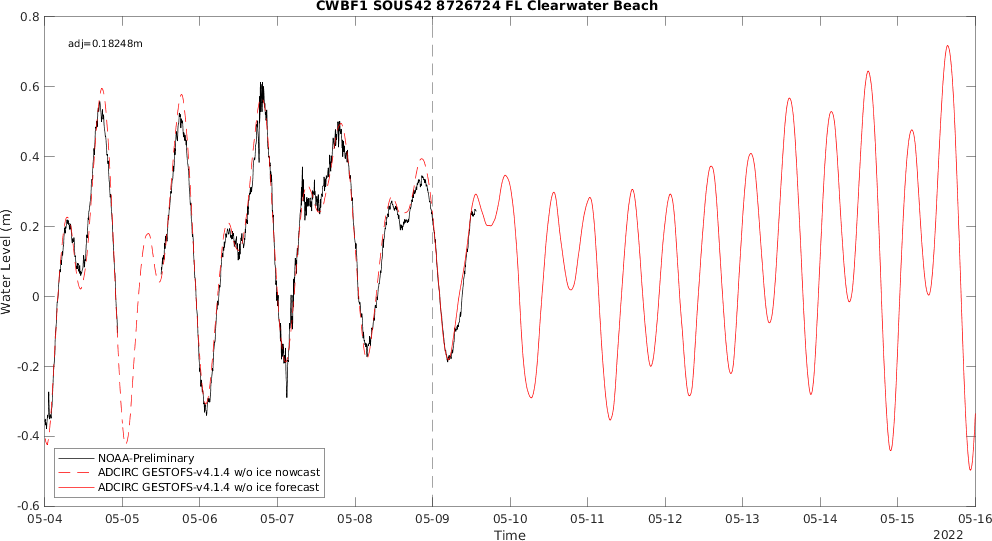 CWBF1 SOUS42 8726724 FL Clearwater Beach
adj=0.18248m
0.8
0.6
0.4
0.2
0
-0.2
-0.4
-0.6
Water Level (m)
NOAA-Preliminary
ADCIRC GESTOFS-v4.1.4 w/o ice nowcast
ADCIRC GESTOFS-v4.1.4 w/o ice forecast
05-04 05-05 05-06 05-07 05-08 05-09 05-10 05-11 05-12 05-13 05-14 05-15 05-16
Time
2022